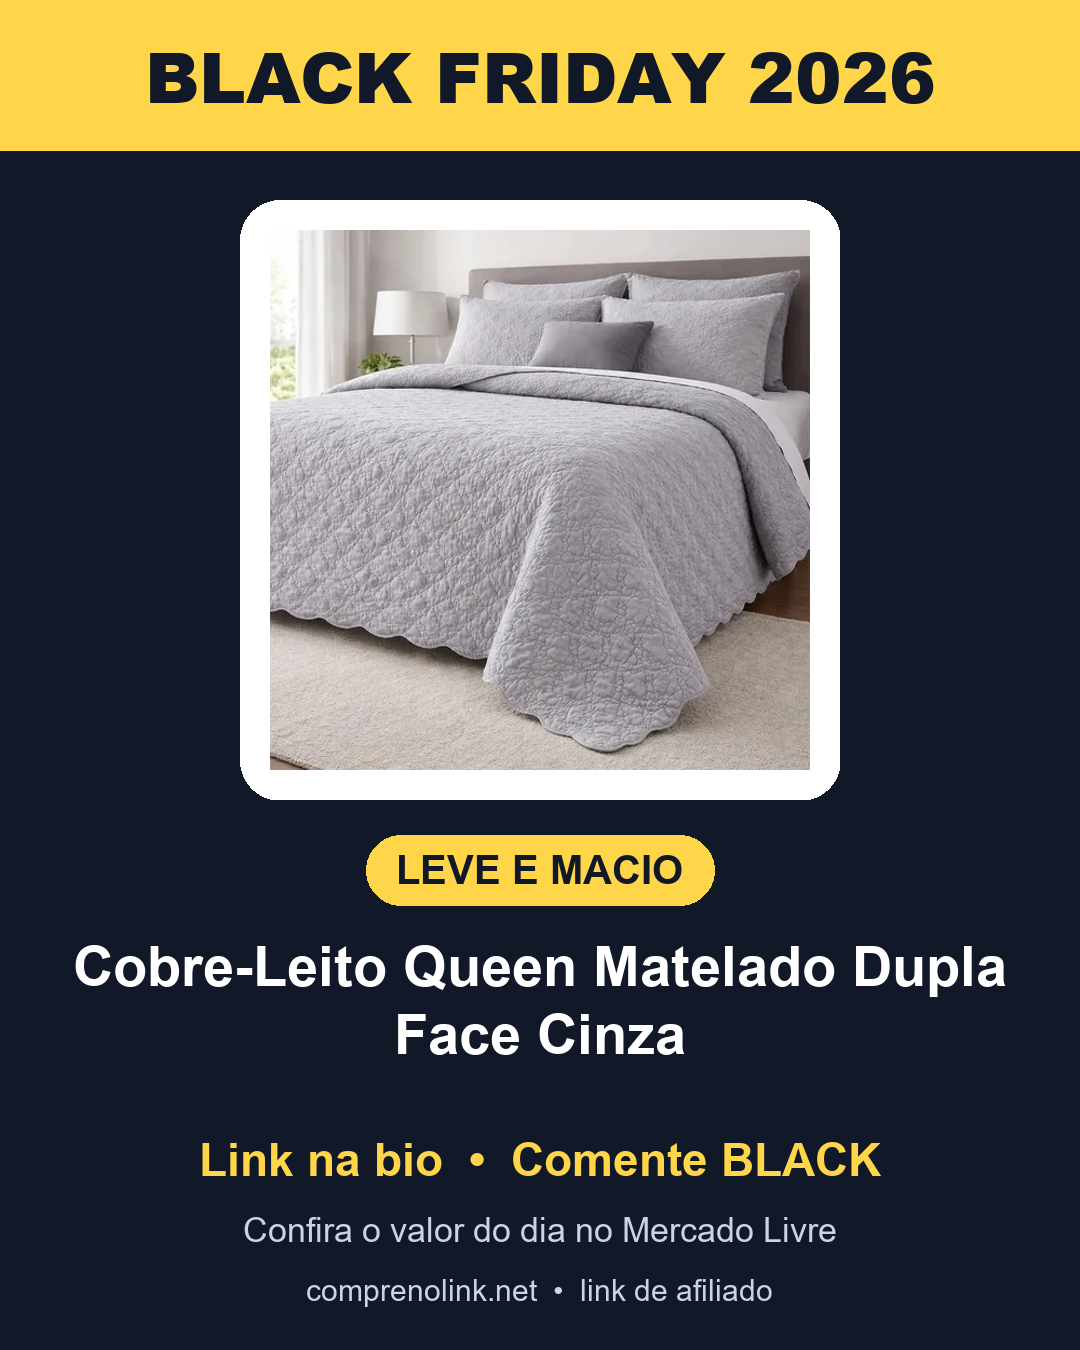 BLACK FRIDAY 2026
LEVE E MACIO
Cobre-Leito Queen Matelado Dupla
Face Cinza
Link na bio • Comente BLACK
Confira o valor do dia no Mercado Livre
comprenolink.net • link de afiliado